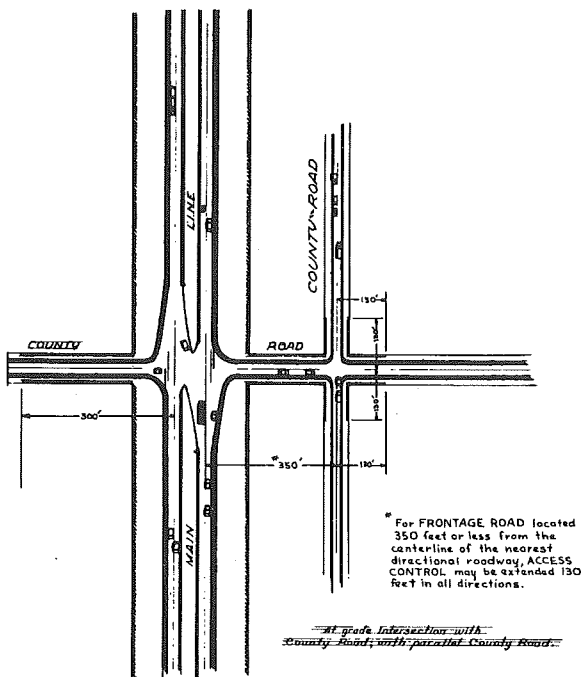 LINE
COUNTY ROAD
130'
COUNTY
ROAD
130'
130'
300'
* 350'
130'
MAIN
* For FRONTAGE ROAD located
350 feet or less from the
centerline of the nearest
directional roadway, ACCESS
CONTROL may be extended 130
feet in all directions.
At grade Intersection with
County Road; with parallel County Road.